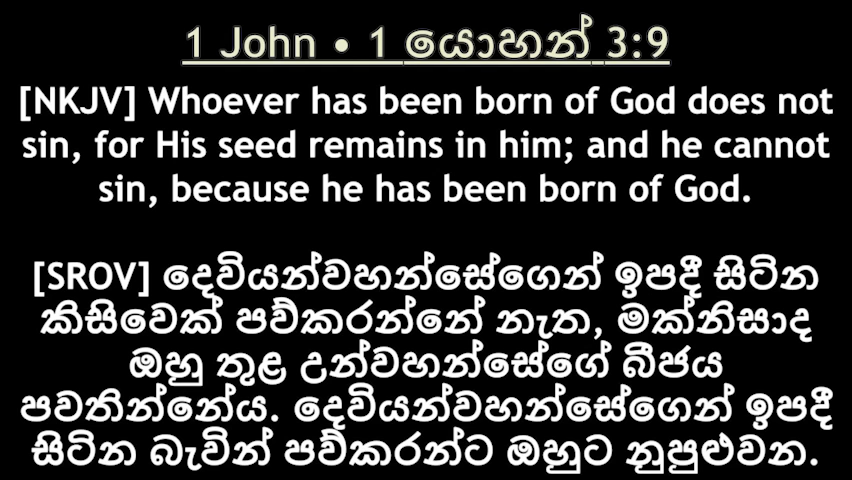 1 John • 1 යොහන් 3:9
[NKJV] Whoever has been born of God does not
sin, for His seed remains in him; and he cannot
sin, because he has been born of God.
[SROV] දෙවියන්වහන්සේගෙන් ඉපදී සිටින
කිසිවෙක් පව්කරන්නේ නැත, මක්නිසාද
ඔහු තුළ උන්වහන්සේගේ බීජය
පවතින්නේය. දෙවියන්වහන්සේගෙන් ඉපදී
සිටින බැවින් පව්කරන්ට ඔහුට නුපුළුවන.